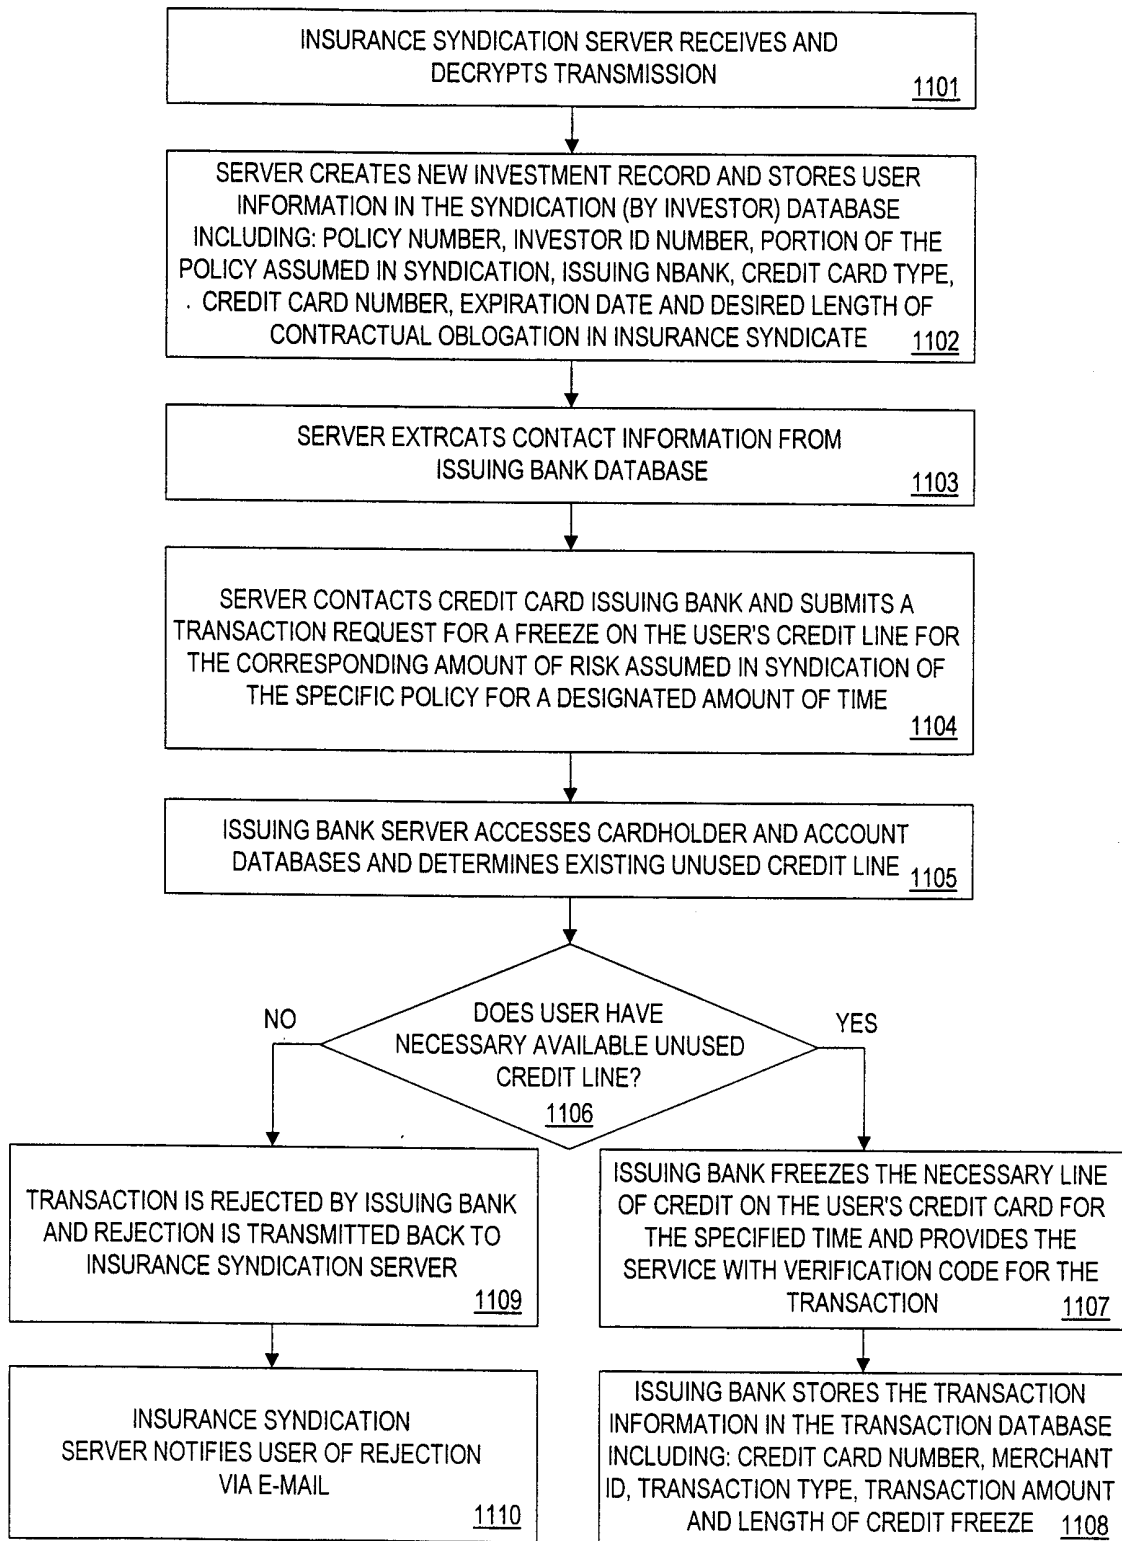 INSURANCE SYNDICATION SERVER RECEIVES AND
DECRYPTS TRANSMISSION
1101
SERVER CREATES NEW INVESTMENT RECORD AND STORES USER
INFORMATION IN THE SYNDICATION (BY INVESTOR) DATABASE
INCLUDING: POLICY NUMBER, INVESTOR ID NUMBER, PORTION OF THE
POLICY ASSUMED IN SYNDICATION, ISSUING NBANK, CREDIT CARD TYPE,
CREDIT CARD NUMBER, EXPIRATION DATE AND DESIRED LENGTH OF
CONTRACTUAL OBLOGATION IN INSURANCE SYNDICATE 1102
SERVER EXTRCATS CONTACT INFORMATION FROM
ISSUING BANK DATABASE
1103
SERVER CONTACTS CREDIT CARD ISSUING BANK AND SUBMITS A
TRANSACTION REQUEST FOR A FREEZE ON THE USER'S CREDIT LINE FOR
THE CORRESPONDING AMOUNT OF RISK ASSUMED IN SYNDICATION OF
THE SPECIFIC POLICY FOR A DESIGNATED AMOUNT OF TIME
1104
ISSUING BANK SERVER ACCESSES CARDHOLDER AND ACCOUNT
DATABASES AND DETERMINES EXISTING UNUSED CREDIT LINE 1105
DOES USER HAVE
NECESSARY AVAILABLE UNUSED
CREDIT LINE?
1106
NO
YES
TRANSACTION IS REJECTED BY ISSUING BANK
AND REJECTION IS TRANSMITTED BACK TO
INSURANCE SYNDICATION SERVER
1109
ISSUING BANK FREEZES THE NECESSARY LINE
OF CREDIT ON THE USER'S CREDIT CARD FOR
THE SPECIFIED TIME AND PROVIDES THE
SERVICE WITH VERIFICATION CODE FOR THE
TRANSACTION 1107
INSURANCE SYNDICATION
SERVER NOTIFIES USER OF REJECTION
VIA E-MAIL
1110
ISSUING BANK STORES THE TRANSACTION
INFORMATION IN THE TRANSACTION DATABASE
INCLUDING: CREDIT CARD NUMBER, MERCHANT
ID, TRANSACTION TYPE, TRANSACTION AMOUNT
AND LENGTH OF CREDIT FREEZE 1108